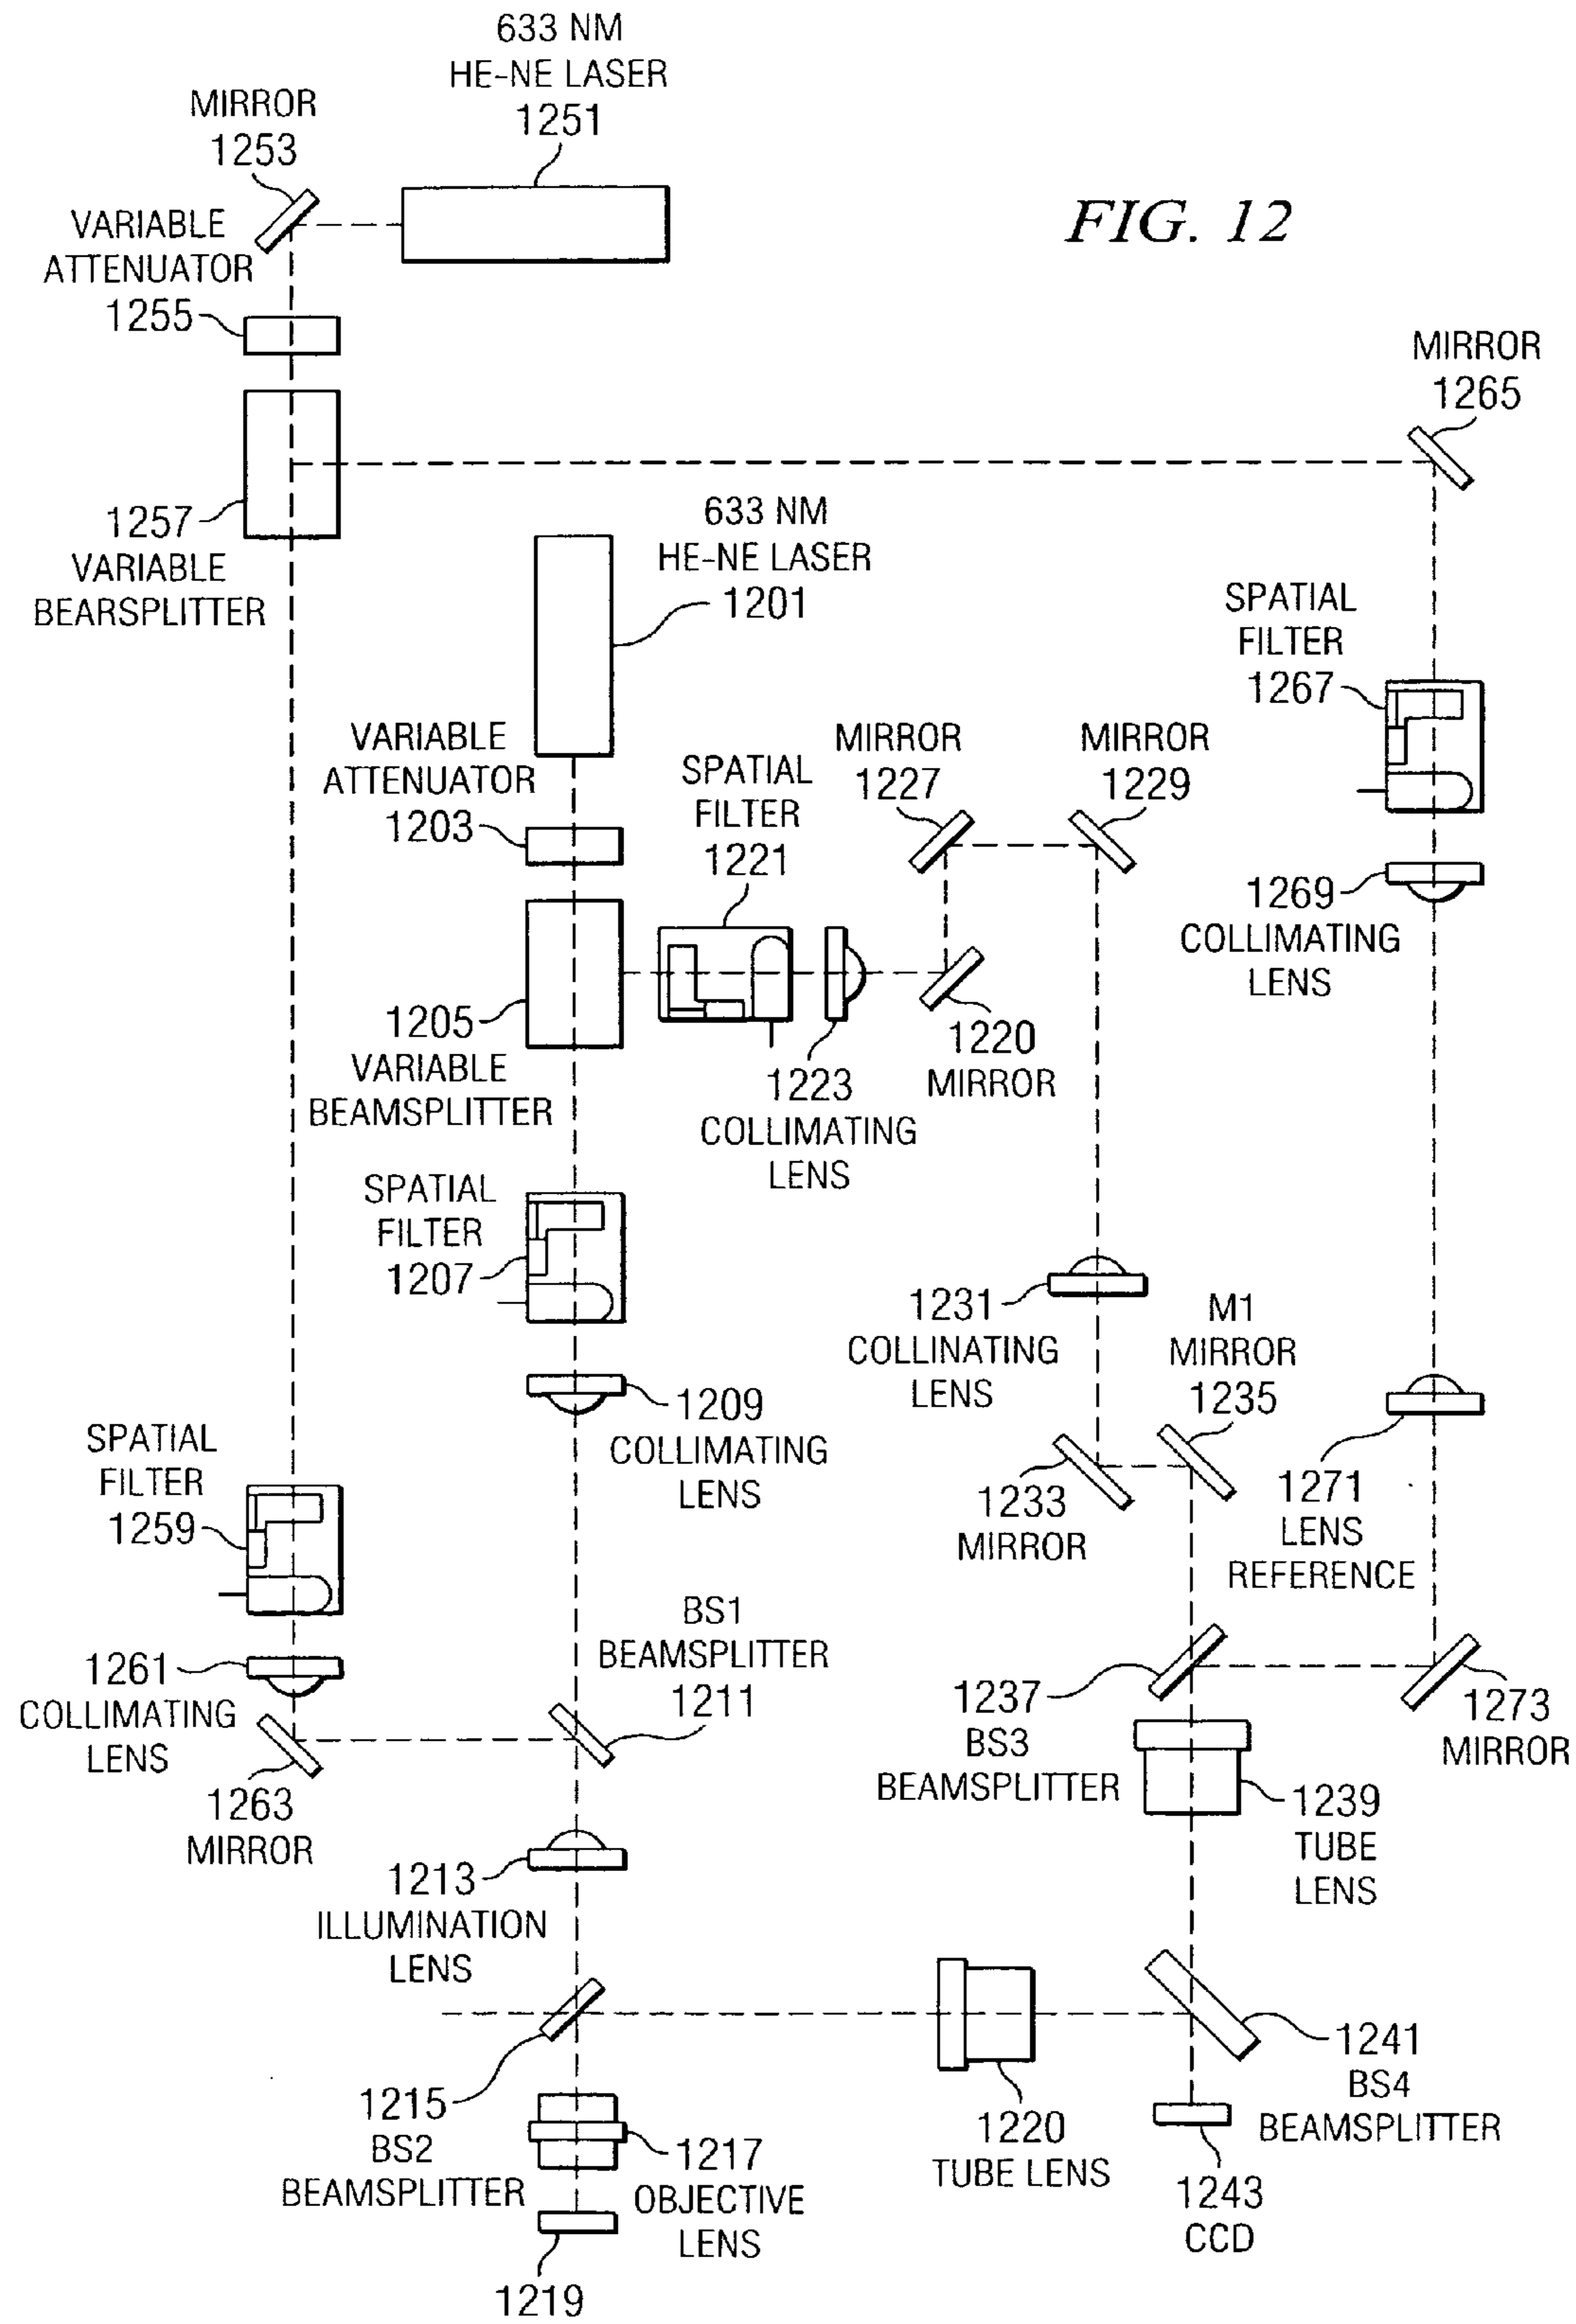 633 NM
HE-NE LASER
1251
MIRROR
1253
FIG. 12
VARIABLE
ATTENUATOR
1255
MIRROR
1265
1257
VARIABLE
BEARSPLITTER
633 NM
HE-NE LASER
1201
SPATIAL
FILTER
1267
VARIABLE
ATTENUATOR
1203
SPATIAL
FILTER
1221
MIRROR
1227
MIRROR
1229
1269
COLLIMATING
LENS
1205
VARIABLE
BEAMSPLITTER
1223
COLLIMATING
LENS
1220
MIRROR
SPATIAL
FILTER
1207
1231
COLLINATING
LENS
M1
MIRROR
1235
1209
COLLIMATING
LENS
SPATIAL
FILTER
1259
1233
MIRROR
1271
LENS
REFERENCE
BS1
BEAMSPLITTER
1211
1261
COLLIMATING
LENS
1263
MIRROR
1237
BS3
BEAMSPLITTER
1273
MIRROR
1239
TUBE
LENS
1213
ILLUMINATION
LENS
1215
BS2
BEAMSPLITTER
1217
OBJECTIVE
LENS
1219
1220
TUBE LENS
1241
BS4
BEAMSPLITTER
1243
CCD